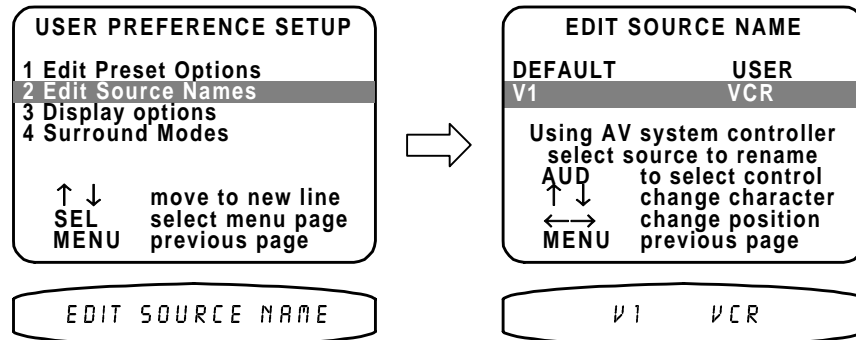 USER PREFERENCE SETUP
1 Edit Preset Options
2 Edit Source Names
3 Display options
4 Surround Modes
↑ ↓ move to new line
SEL select menu page
MENU previous page
EDIT SOURCE NAME
EDIT SOURCE NAME
DEFAULT USER
V1 VCR
Using AV system controller
select source to rename
AUD to select control
↑ ↓ change character
←→ change position
MENU previous page
V1 VCR